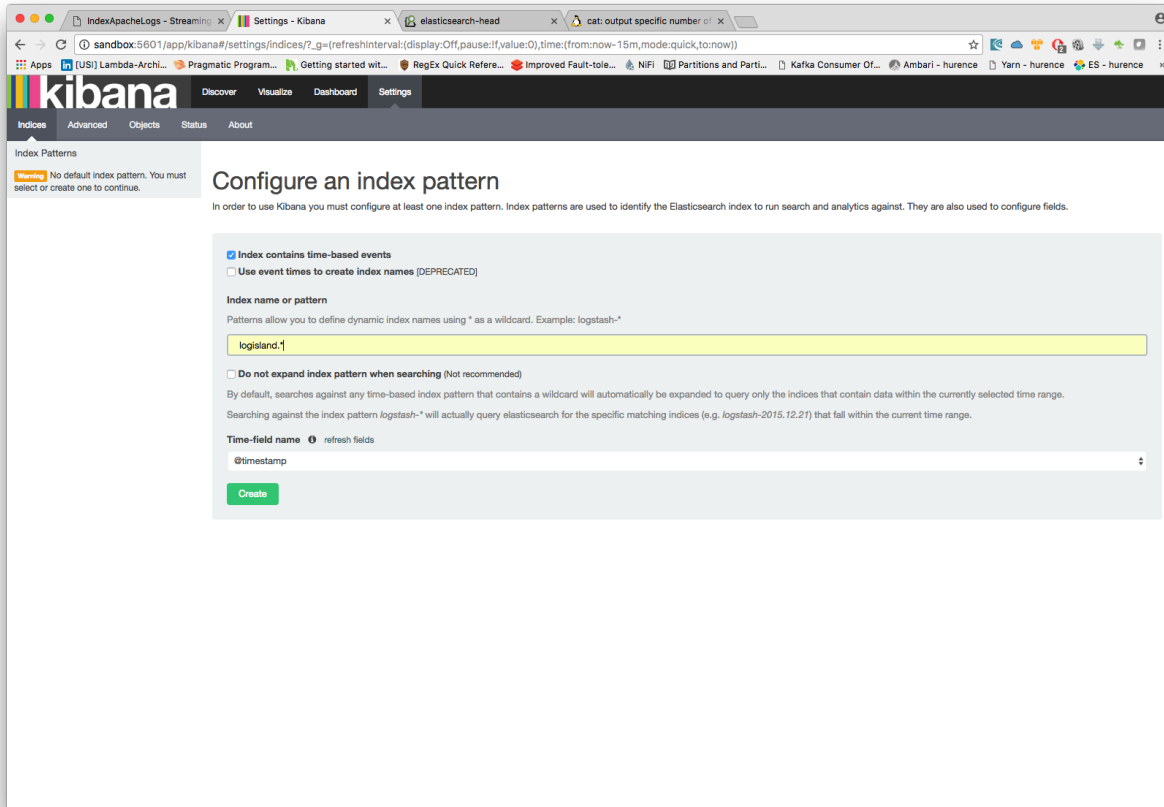 IndexApacheLogs - Streaming
Settings - Kibana
elasticsearch-head
cat: output specific number of
sandbox:5601/app/kibana#/settings/indices/?_g=(refreshInterval:(display:Off,pause:!f,value:0),time:(from:now-15m,mode:quick,to:now))
Apps
[USI] Lambda-Archi...
Pragmatic Program...
Getting started wit...
RegEx Quick Refere...
Improved Fault-tole...
NiFi
Partitions and Parti...
Kafka Consumer Of...
Ambari - hurence
Yarn - hurence
ES - hurence
kibana
Discover
Visualize
Dashboard
Settings
Indices
Advanced
Objects
Status
About
Index Patterns
Warning No default index pattern. You must
select or create one to continue.
Configure an index pattern
In order to use Kibana you must configure at least one index pattern. Index patterns are used to identify the Elasticsearch index to run search and analytics against. They are also used to configure fields.
Index contains time-based events
Use event times to create index names [DEPRECATED]
Index name or pattern
Patterns allow you to define dynamic index names using * as a wildcard. Example: logstash-*
logisland.*
Do not expand index pattern when searching (Not recommended)
By default, searches against any time-based index pattern that contains a wildcard will automatically be expanded to query only the indices that contain data within the currently selected time range.
Searching against the index pattern logstash-* will actually query elasticsearch for the specific matching indices (e.g. logstash-2015.12.21) that fall within the current time range.
Time-field name refresh fields
@timestamp
Create